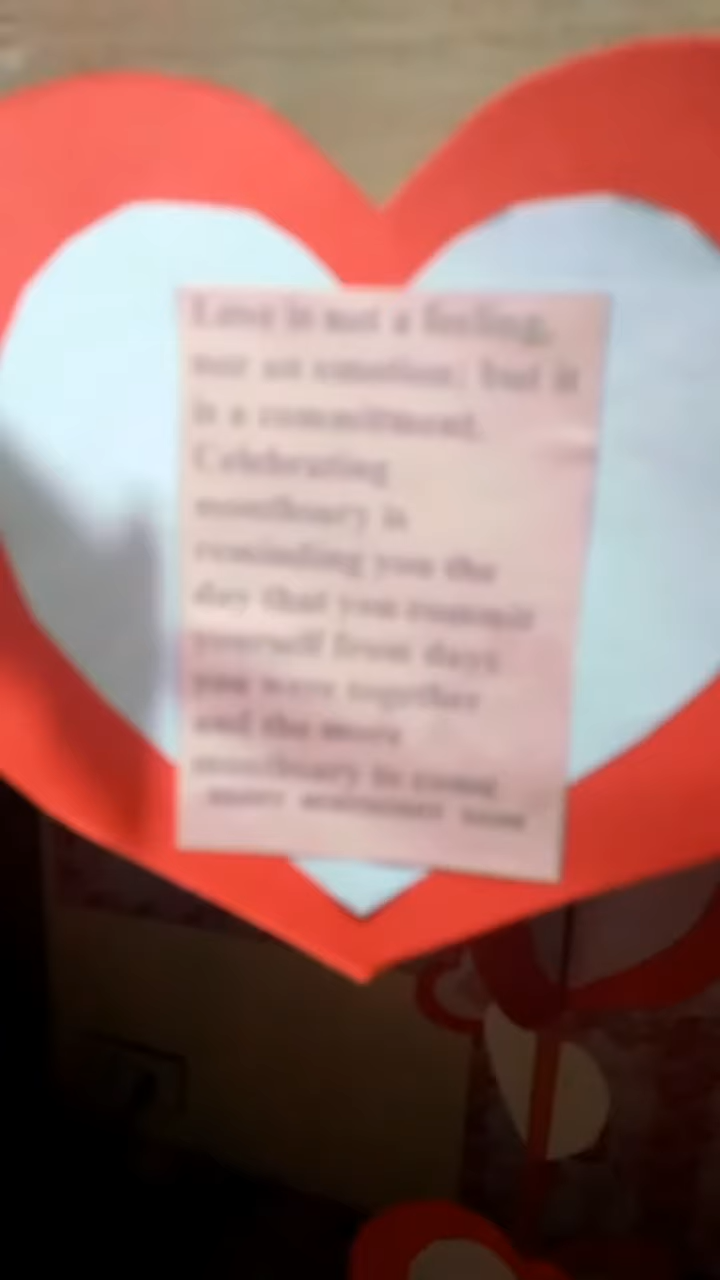 Love is not a feeling,
nor an emotion; but it
is a commitment.
Celebrating
monthsary is
reminding you the
day that you commit
yourself from days
you were together
and the more
monthsary to come